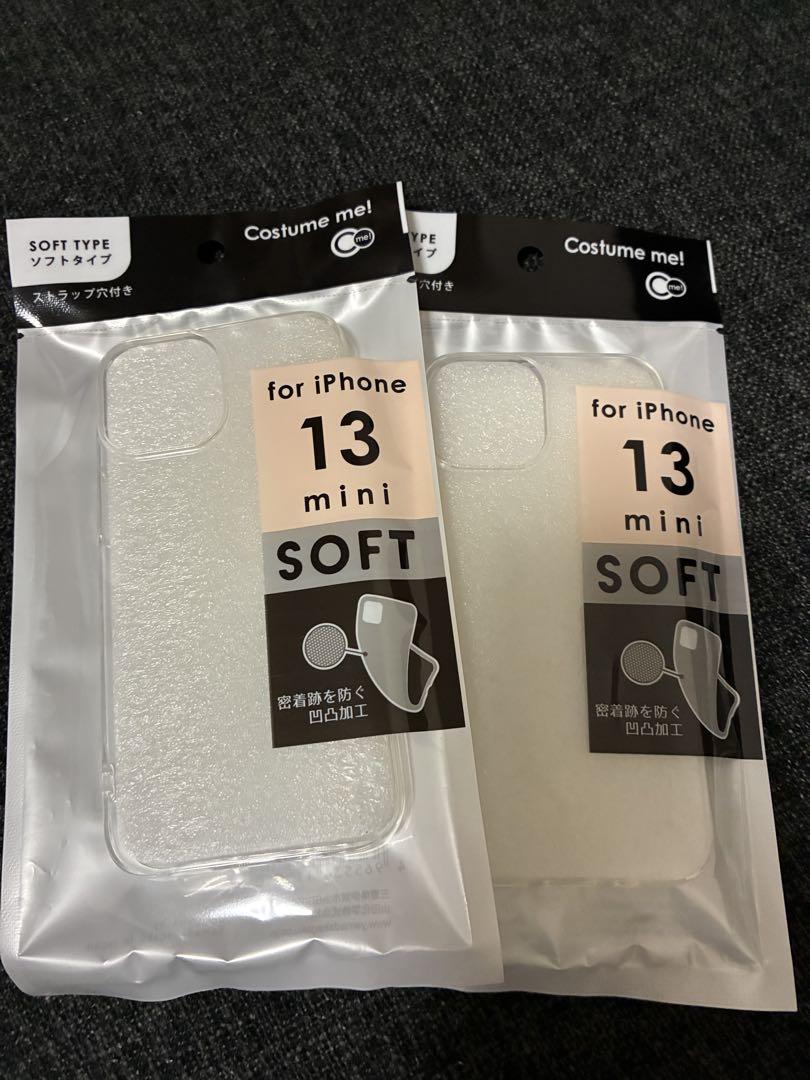 SOFT TYPE
ソフトタイプ
ストラップ穴付き
Costume me!
me!
for iPhone
13
mini
SOFT
密着跡を防ぐ
凹凸加工
YPE
イプ
穴付き
Costume me!
me!
for iPhone
13
mini
SOFT
密着跡を防ぐ
凹凸加工